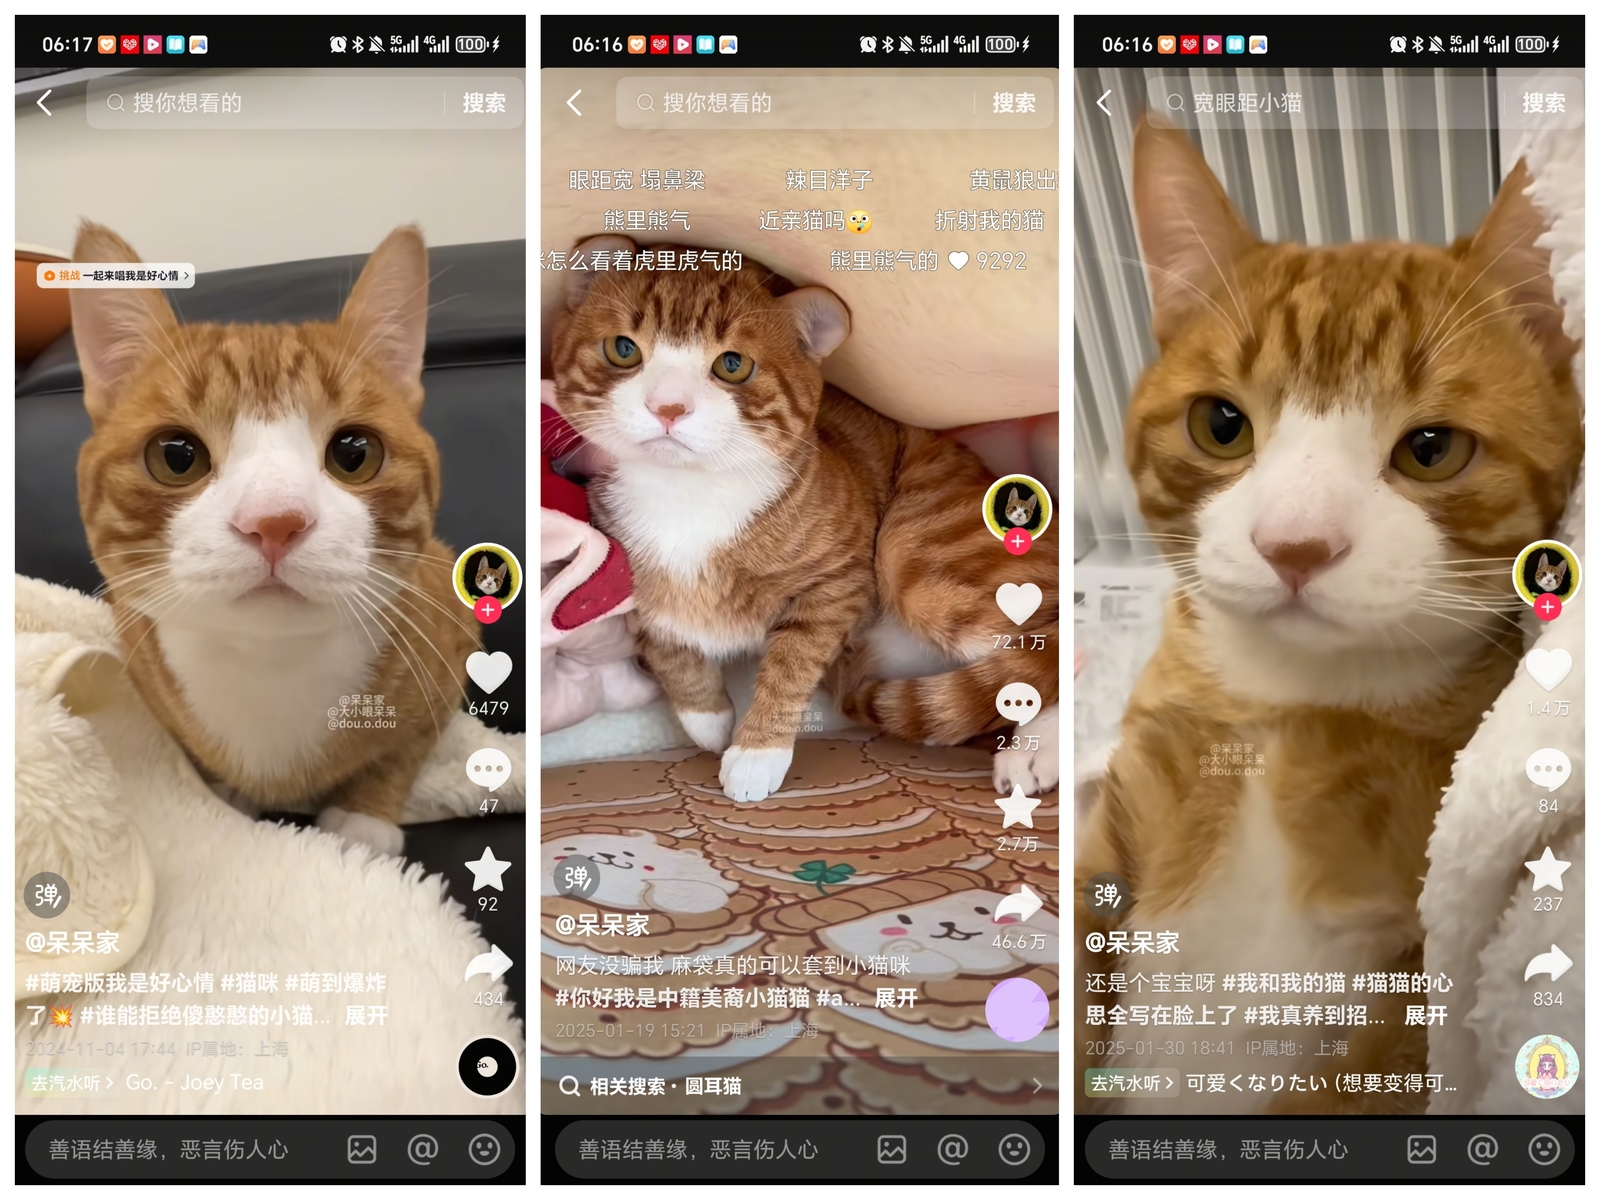 06:17
5G
4G
100
搜你想看的
搜索
挑战 一起来唱我是好心情
@呆呆家
@大小眼呆呆
@dou.o.dou
6479
47
92
434
弹
@呆呆家
#萌宠版我是好心情 #猫咪 #萌到爆炸
了💥 #谁能拒绝傻憨憨的小猫... 展开
2024-11-04 17:44 IP属地：上海
去汽水听 Go. - Joey Tea
Go.
善语结善缘，恶言伤人心
06:16
5G
4G
100
搜你想看的
搜索
眼距宽 塌鼻梁
辣目洋子
黄鼠狼出
熊里熊气
近亲猫吗🫢
折射我的猫
怎么看着虎里虎气的
熊里熊气的 🤍 9292
72.1万
大小眼呆呆
@dou.o.dou
2.3万
2.7万
46.6万
弹
@呆呆家
网友没骗我 麻袋真的可以套到小猫咪
#你好我是中籍美裔小猫猫 #a... 展开
2025-01-19 15:21 IP属地：上海
相关搜索·圆耳猫
善语结善缘，恶言伤人心
06:16
5G
4G
100
宽眼距小猫
搜索
@呆呆家
@大小眼呆呆
@dou.o.dou
1.4万
84
237
834
弹
@呆呆家
还是个宝宝呀 #我和我的猫 #猫猫的心
思全写在脸上了 #我真养到招... 展开
2025-01-30 18:41 IP属地：上海
去汽水听 可爱くなりたい (想要变得可...
善语结善缘，恶言伤人心